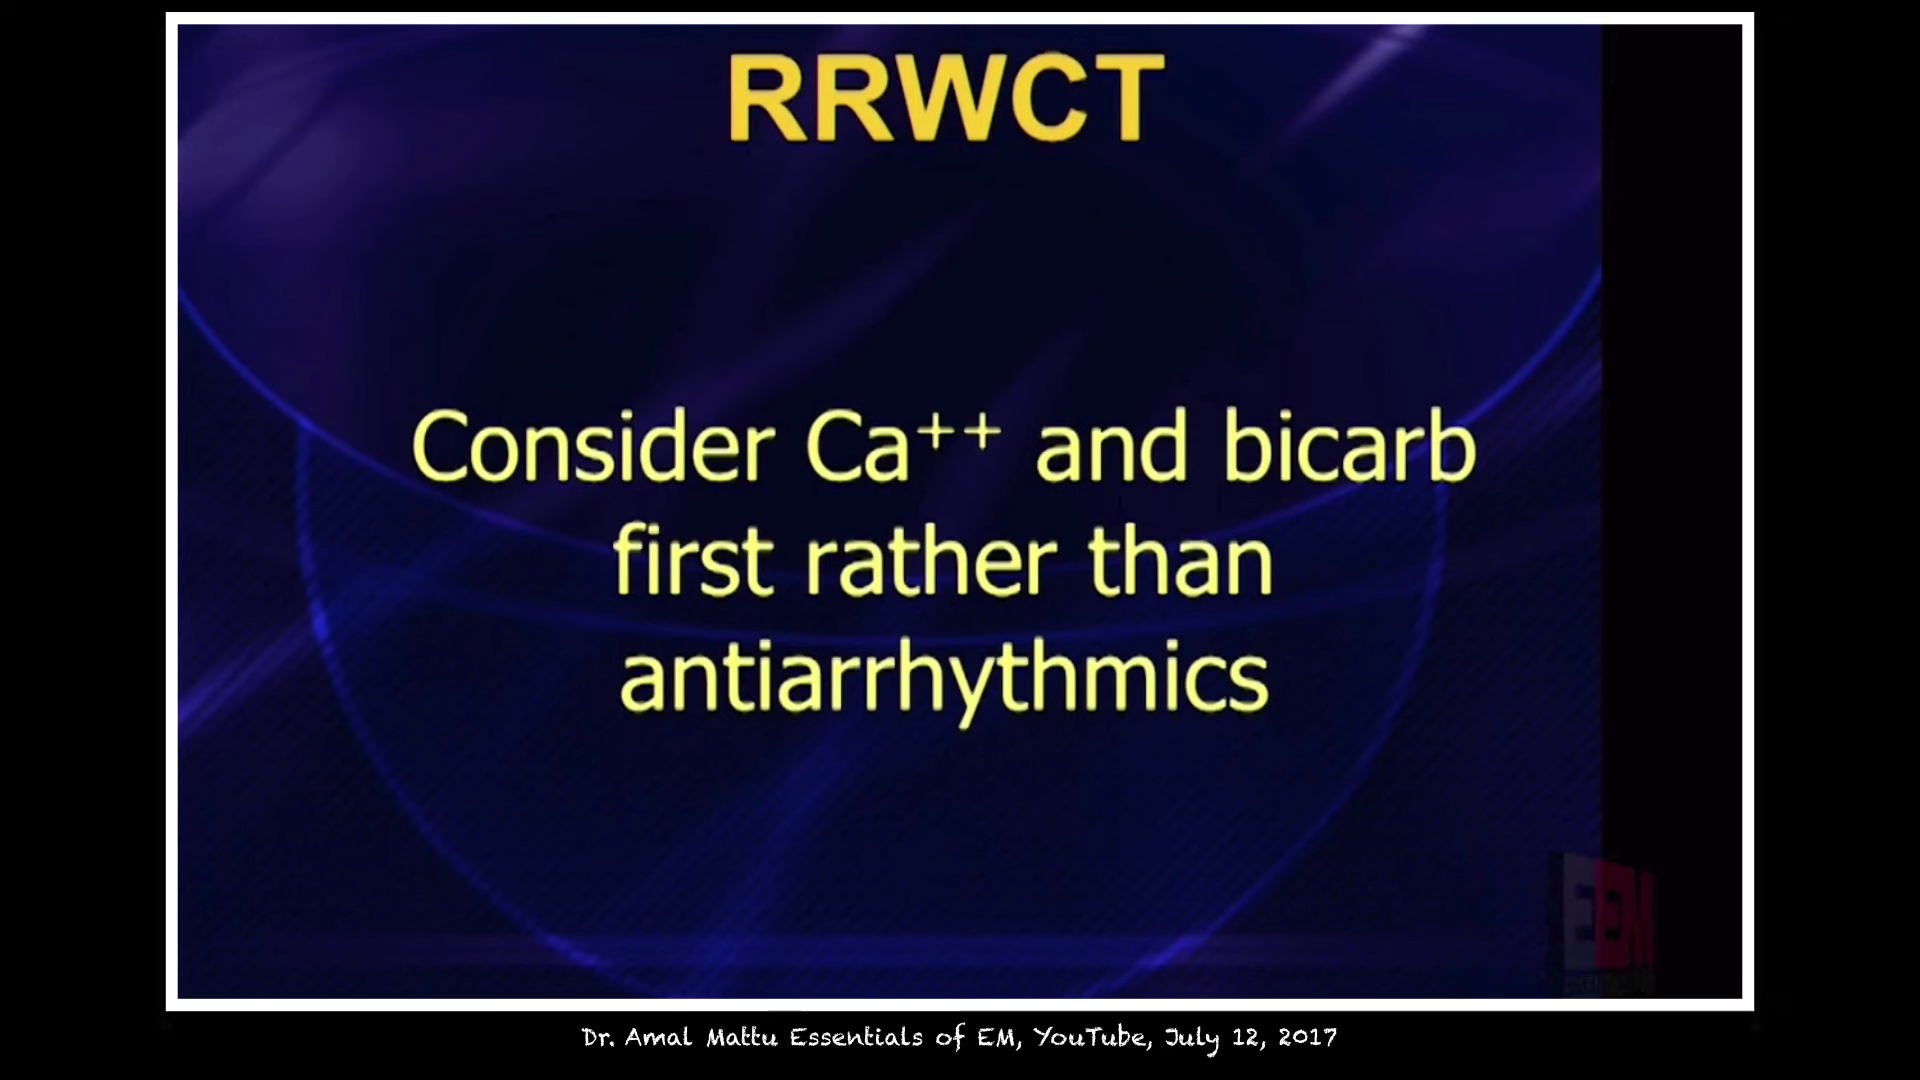 RRWCT
Consider Ca⁺⁺ and bicarb
first rather than
antiarrhythmics
EEM
Dr. Amal Mattu Essentials of EM, YouTube, July 12, 2017